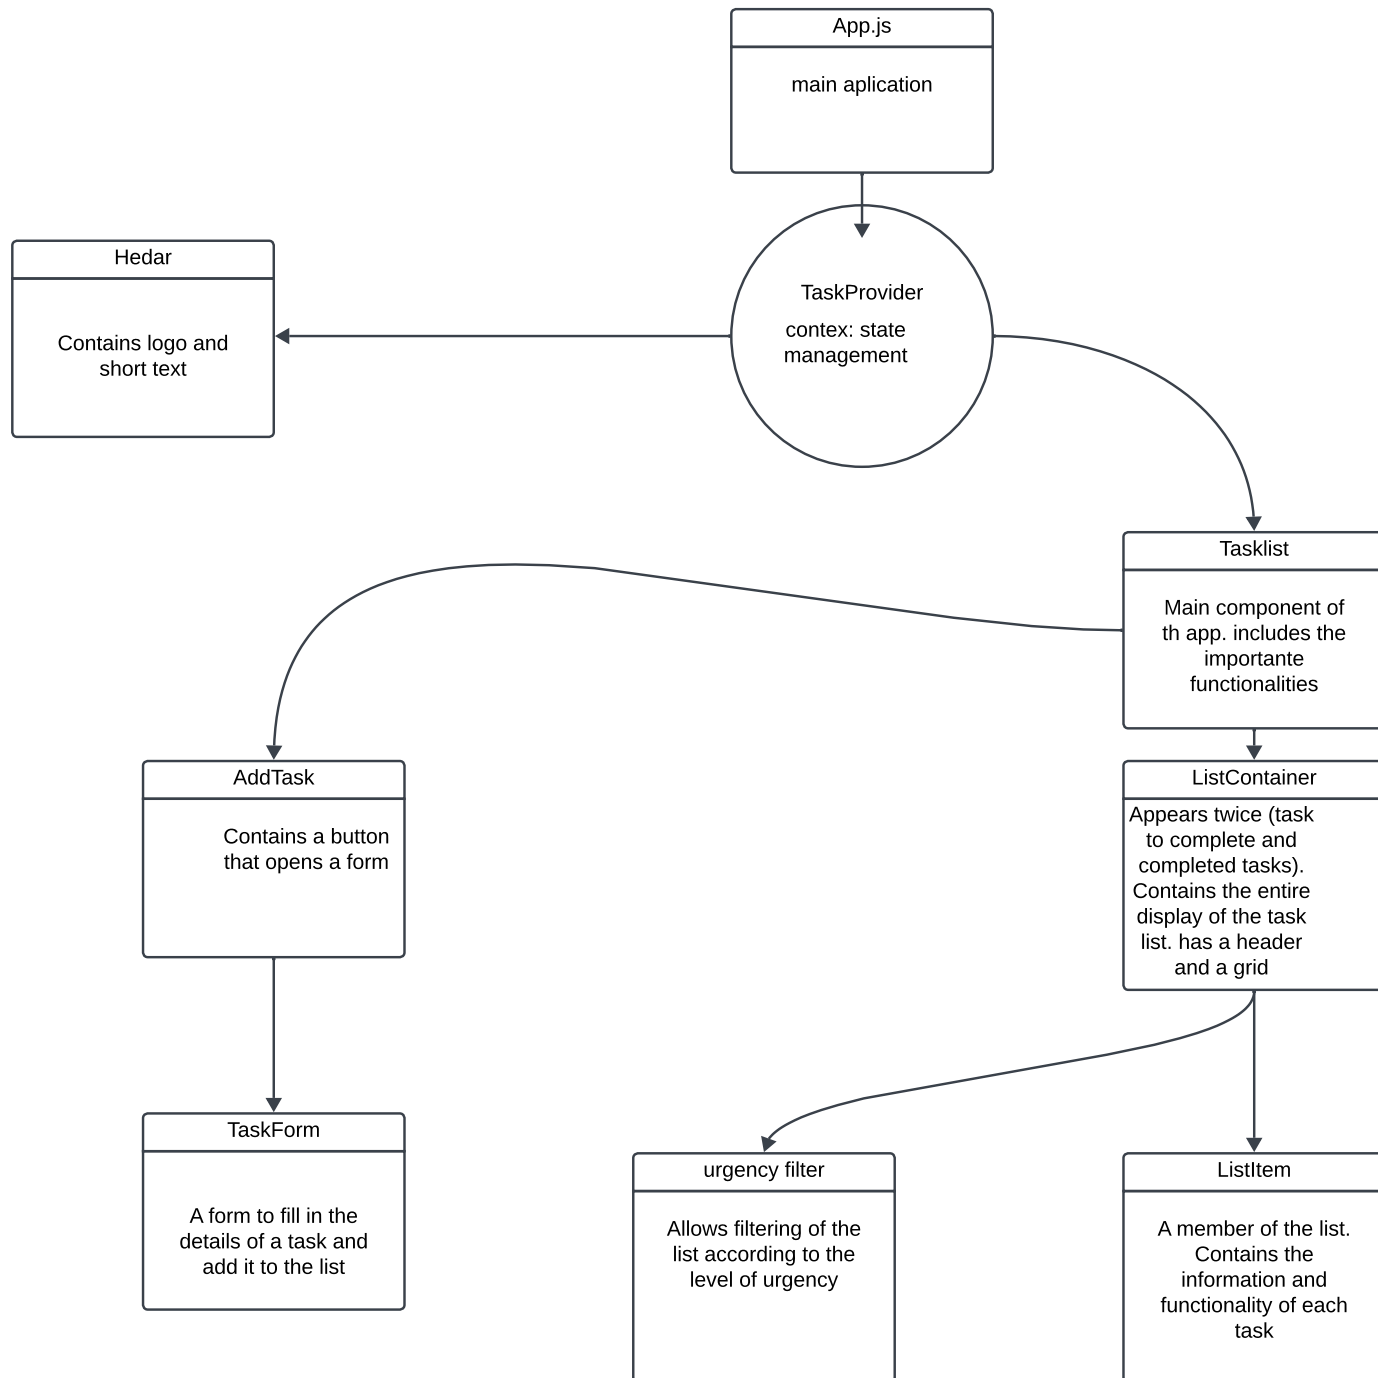 App.js
main aplication
Hedar
Contains logo and
short text
TaskProvider
contex: state
management
Tasklist
Main component of
th app. includes the
importante
functionalities
AddTask
Contains a button
that opens a form
ListContainer
Appears twice (task
to complete and
completed tasks).
Contains the entire
display of the task
list. has a header
and a grid
TaskForm
A form to fill in the
details of a task and
add it to the list
urgency filter
Allows filtering of the
list according to the
level of urgency
ListItem
A member of the list.
Contains the
information and
functionality of each
task